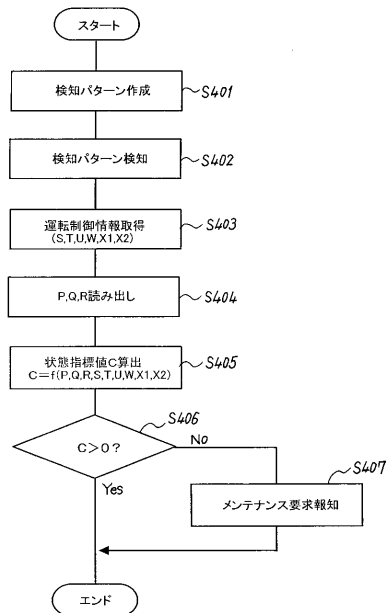 スタート
検知パターン作成
S401
検知パターン検知
S402
運転制御情報取得
(S,T,U,W,X1,X2)
S403
P,Q,R読み出し
S404
状態指標値C算出
C=f(P,Q,R,S,T,U,W,X1,X2)
S405
C>0?
S406
No
Yes
メンテナンス要求報知
S407
エンド